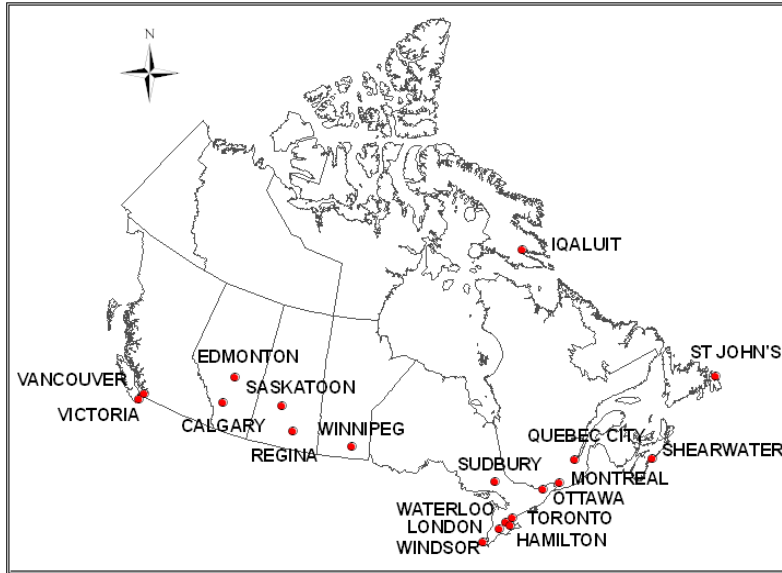 IQALUIT
ST JOHN'S
EDMONTON
VANCOUVER
SASKATOON
VICTORIA
CALGARY
WINNIPEG
REGINA
QUEBEC CITY
SHEARWATER
SUDBURY
MONTREAL
OTTAWA
WATERLOO
TORONTO
LONDON
HAMILTON
WINDSOR